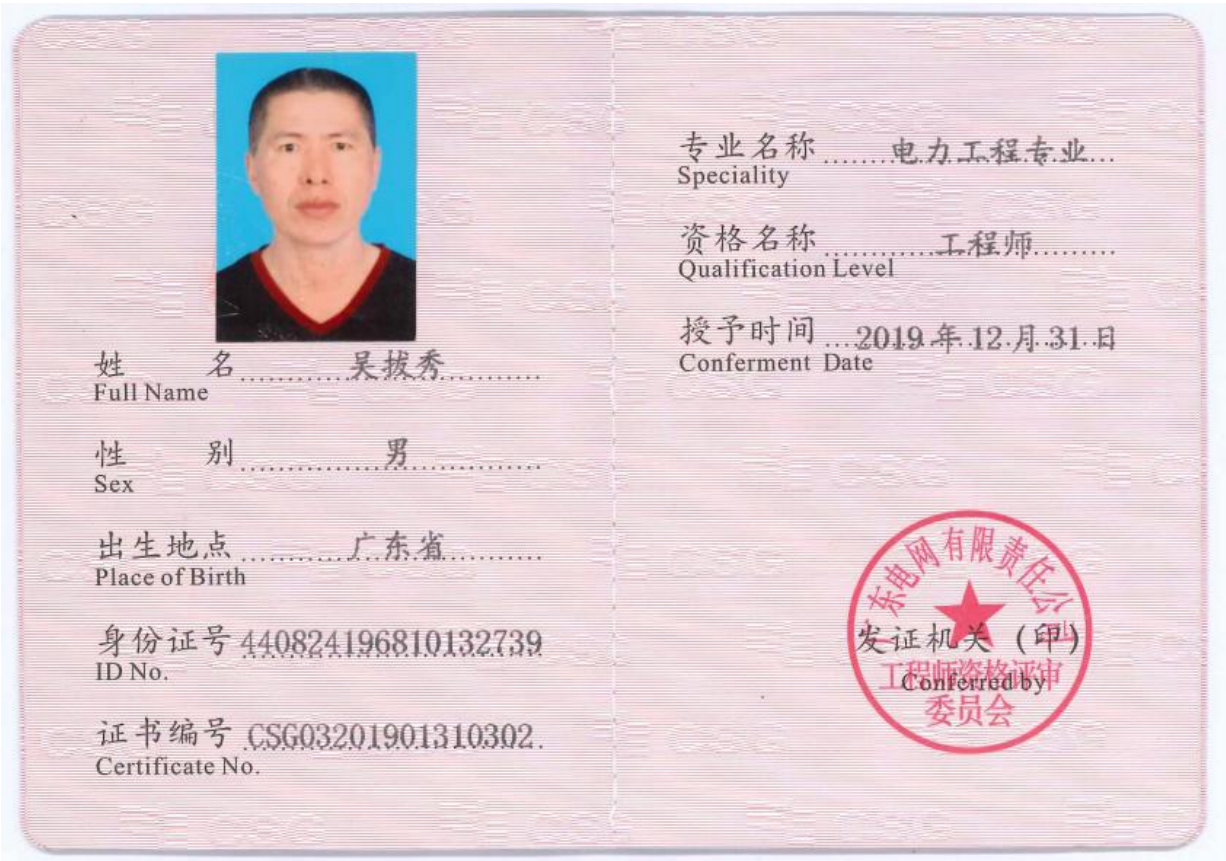 姓名 吴拔秀
Full Name
性别 男
Sex
出生地点 广东省
Place of Birth
身份证号 440824196810132739
ID No.
证书编号 CSG03201901310302
Certificate No.
专业名称 电力工程专业
Speciality
资格名称 工程师
Qualification Level
授予时间 2019年12月31日
Conferment Date
广东电网有限责任公司
发证机关(印)
工程师资格评审
Conferred by
委员会